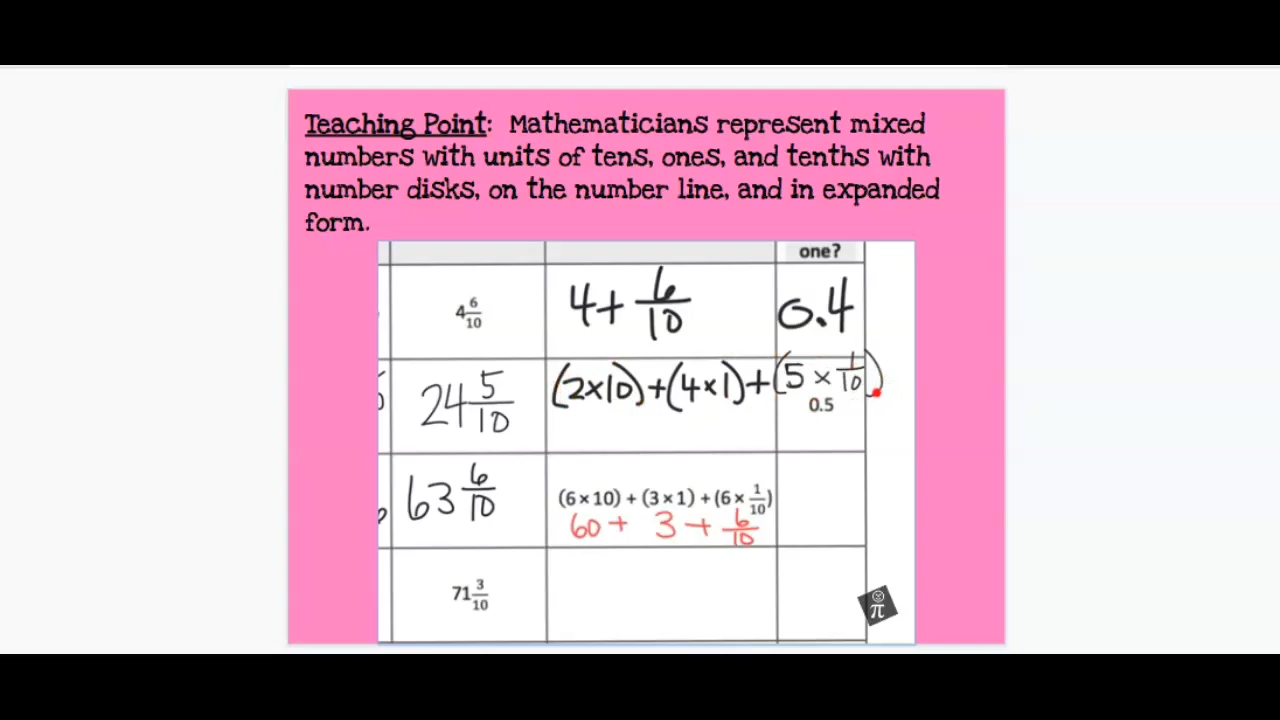 Teaching Point: Mathematicians represent mixed
numbers with units of tens, ones, and tenths with
number disks, on the number line, and in expanded
form.
one?
4 6/10 4 + 6/10 0.4
24 5/10 (2×10)+(4×1)+(5 × 1/10)
0.5
63 6/10 (6 × 10) + (3 × 1) + (6 × 1/10)
60 + 3 + 6/10
71 3/10
π